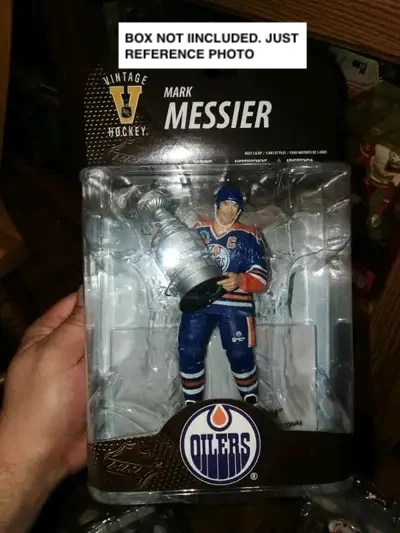 BOX NOT IINCLUDED. JUST
REFERENCE PHOTO
VINTAGE
V
HOCKEY
MARK
MESSIER
C
OILERS
®